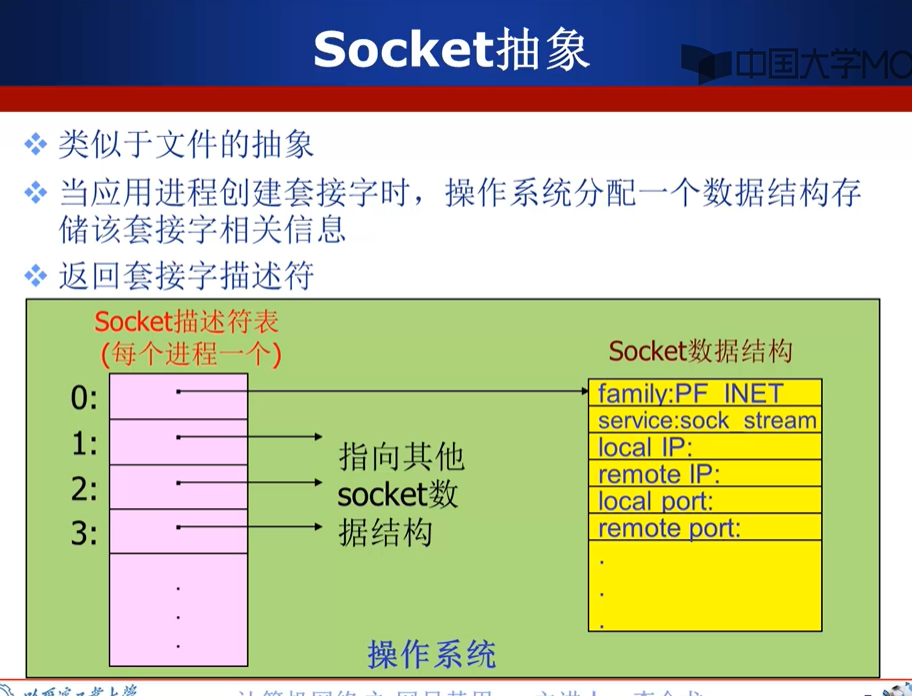 Socket抽象
中国大学MO
类似于文件的抽象
当应用进程创建套接字时，操作系统分配一个数据结构存
储该套接字相关信息
返回套接字描述符
Socket描述符表
(每个进程一个)
0:
1:
2:
3:
.
.
.
指向其他
socket数
据结构
Socket数据结构
family:PF_INET
service:sock_stream
local IP:
remote IP:
local port:
remote port:
.
.
.
操作系统